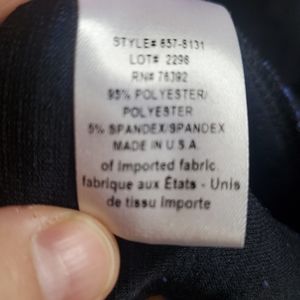 STYLE# 657-8131
LOT# 2296
RN# 76392
95% POLYESTER/
POLYESTER
5% SPANDEX/SPANDEX
MADE IN U.S.A.
of imported fabric
fabrique aux États - Unis
de tissu importe